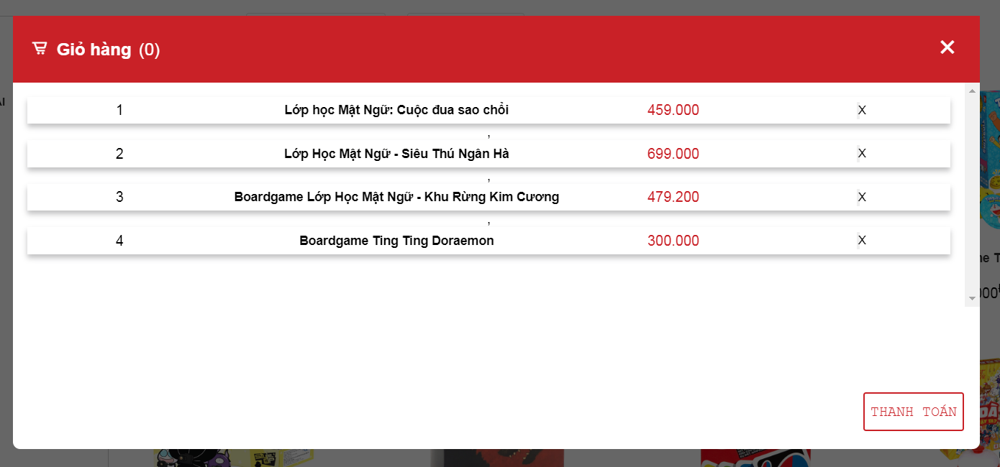 Giỏ hàng (0)
1 Lớp học Mật Ngữ: Cuộc đua sao chổi 459.000 X
,
2 Lớp Học Mật Ngữ - Siêu Thú Ngân Hà 699.000 X
,
3 Boardgame Lớp Học Mật Ngữ - Khu Rừng Kim Cương 479.200 X
,
4 Boardgame Ting Ting Doraemon 300.000 X
THANH TOÁN